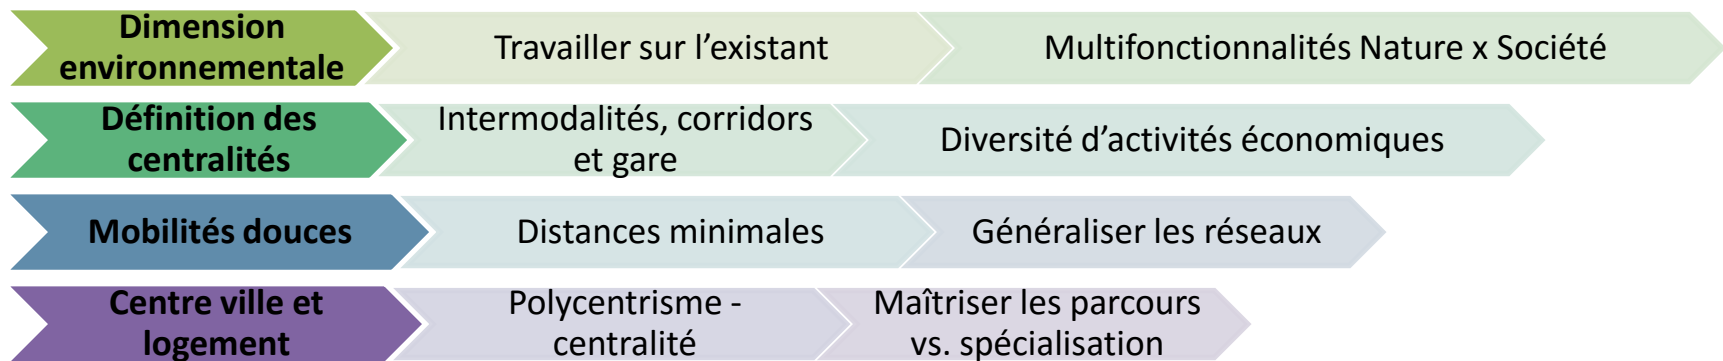 Dimension
environnementale
Travailler sur l’existant
Multifonctionnalités Nature x Société
Définition des
centralités
Intermodalités, corridors
et gare
Diversité d’activités économiques
Mobilités douces
Distances minimales
Généraliser les réseaux
Centre ville et
logement
Polycentrisme -
centralité
Maîtriser les parcours
vs. spécialisation